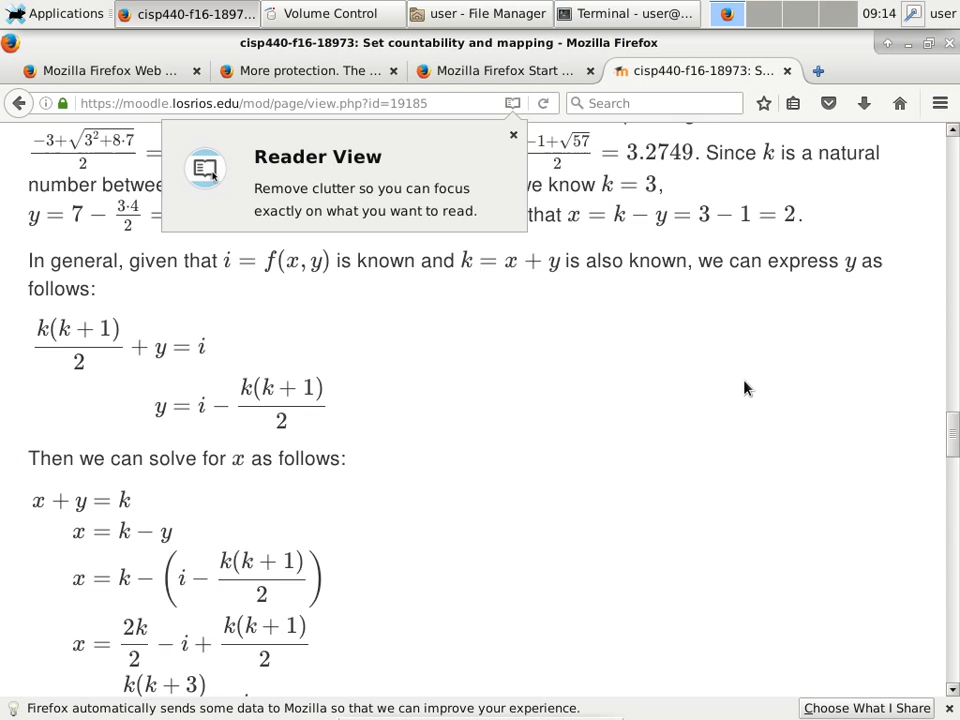 Applications
cisp440-f16-1897...
Volume Control
user - File Manager
Terminal - user@...
09:14
user
cisp440-f16-18973: Set countability and mapping - Mozilla Firefox
Mozilla Firefox Web ...
More protection. The ...
Mozilla Firefox Start ...
cisp440-f16-18973: S...
https://moodle.losrios.edu/mod/page/view.php?id=19185
Search
Reader View
Remove clutter so you can focus
exactly on what you want to read.
(−3+√(3²+8·7))/2 = −1+√57/2 = 3.2749. Since k is a natural
number betwee we know k = 3,
y = 7 − (3·4)/2 = that x = k − y = 3 − 1 = 2.
In general, given that i = f(x, y) is known and k = x + y is also known, we can express y as
follows:
k(k + 1)/2 + y = i
y = i − k(k + 1)/2
Then we can solve for x as follows:
x + y = k
x = k − y
x = k − (i − k(k + 1)/2)
x = 2k/2 − i + k(k + 1)/2
k(k + 3)
Firefox automatically sends some data to Mozilla so that we can improve your experience.
Choose What I Share